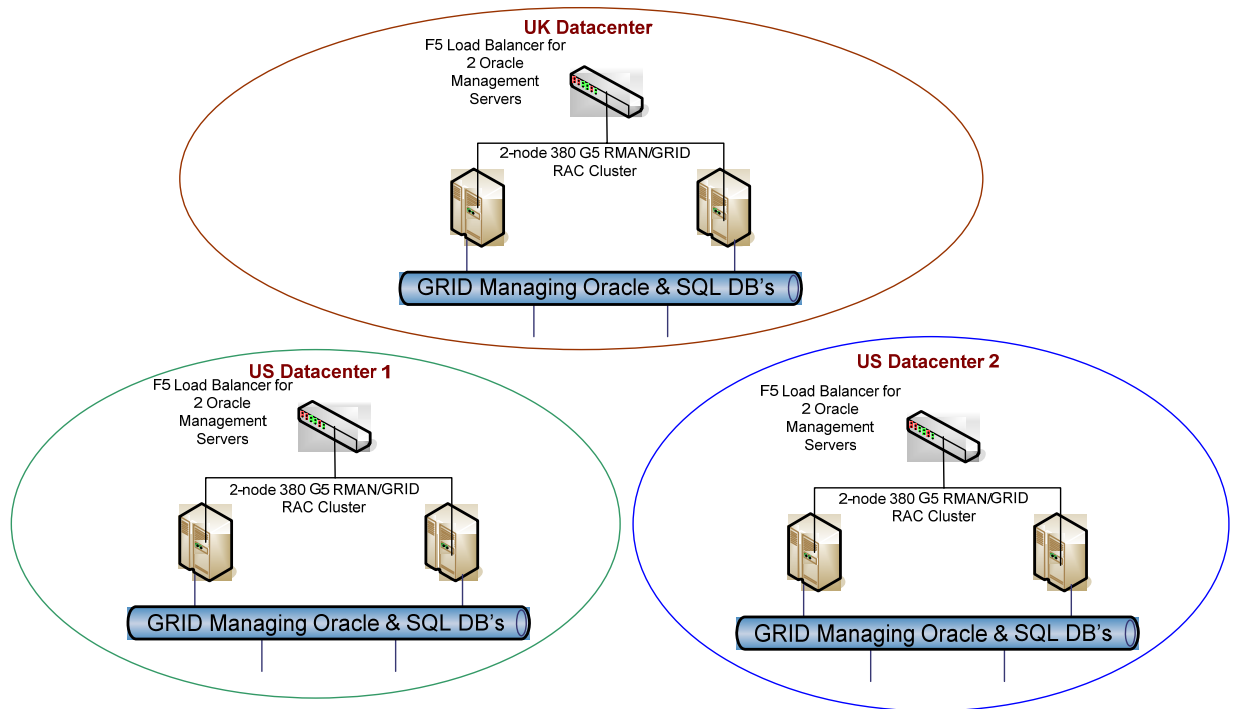 UK Datacenter
F5 Load Balancer for
2 Oracle
Management
Servers
2-node 380 G5 RMAN/GRID
RAC Cluster
GRID Managing Oracle & SQL DB's
US Datacenter 1
F5 Load Balancer for
2 Oracle
Management
Servers
2-node 380 G5 RMAN/GRID
RAC Cluster
GRID Managing Oracle & SQL DB's
US Datacenter 2
F5 Load Balancer for
2 Oracle
Management
Servers
2-node 380 G5 RMAN/GRID
RAC Cluster
GRID Managing Oracle & SQL DB's